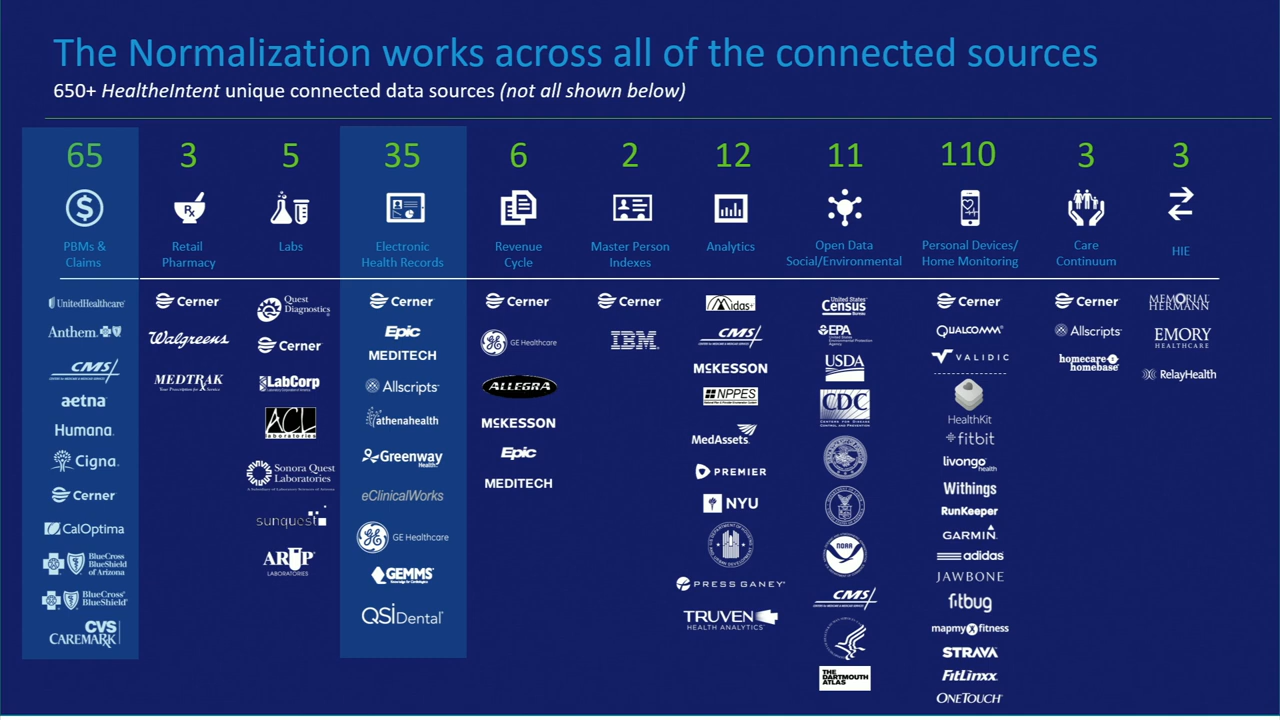 The Normalization works across all of the connected sources
650+ HealtheIntent unique connected data sources (not all shown below)
65
PBMs &
Claims
UnitedHealthcare
Anthem
CMS
aetna
Humana
Cigna
Cerner
CalOptima
BlueCross
BlueShield
of Arizona
BlueCross
BlueShield
CVS
CAREMARK
3
Rx
Retail
Pharmacy
Cerner
Walgreens
MEDTRAK
5
Labs
Quest
Diagnostics
Cerner
LabCorp
ACL
laboratories
Sonora Quest
Laboratories
sunquest
ARUP
LABORATORIES
35
Electronic
Health Records
Cerner
Epic
MEDITECH
Allscripts
athenahealth
Greenway
Health
eClinicalWorks
GE Healthcare
GEMMS
QSIDental
6
Revenue
Cycle
Cerner
GE Healthcare
ALLEGRA
MCKESSON
Epic
MEDITECH
2
Master Person
Indexes
Cerner
IBM
12
Analytics
Midas+
CMS
MCKESSON
NPPES
MedAssets
PREMIER
NYU
PRESS GANEY
TRUVEN
HEALTH ANALYTICS
11
Open Data
Social/Environmental
United States
Census
Bureau
EPA
USDA
CDC
NOAA
CMS
THE
DARTMOUTH
ATLAS
110
Personal Devices/
Home Monitoring
Cerner
QUALCOMM
VALIDIC
HealthKit
fitbit
livongo
health
Withings
RunKeeper
GARMIN
adidas
JAWBONE
fitbug
mapmyfitness
STRAVA
FitLinxx
ONETOUCH
3
Care
Continuum
Cerner
Allscripts
homecare
homebase
3
HIE
MEMORIAL
HERMANN
EMORY
HEALTHCARE
RelayHealth